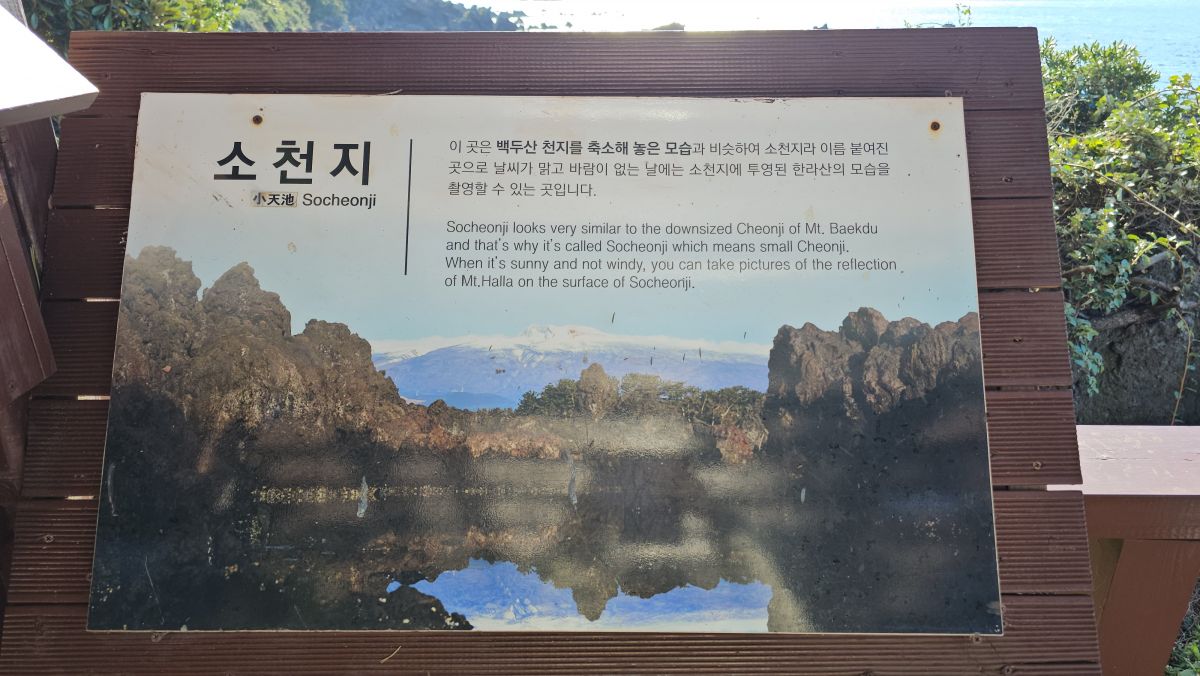 소천지
小天池 Socheonji
이 곳은 백두산 천지를 축소해 놓은 모습과 비슷하여 소천지라 이름 붙여진
곳으로 날씨가 맑고 바람이 없는 날에는 소천지에 투영된 한라산의 모습을
촬영할 수 있는 곳입니다.
Socheonji looks very similar to the downsized Cheonji of Mt. Baekdu
and that's why it's called Socheonji which means small Cheonji.
When it's sunny and not windy, you can take pictures of the reflection
of Mt.Halla on the surface of Socheonji.